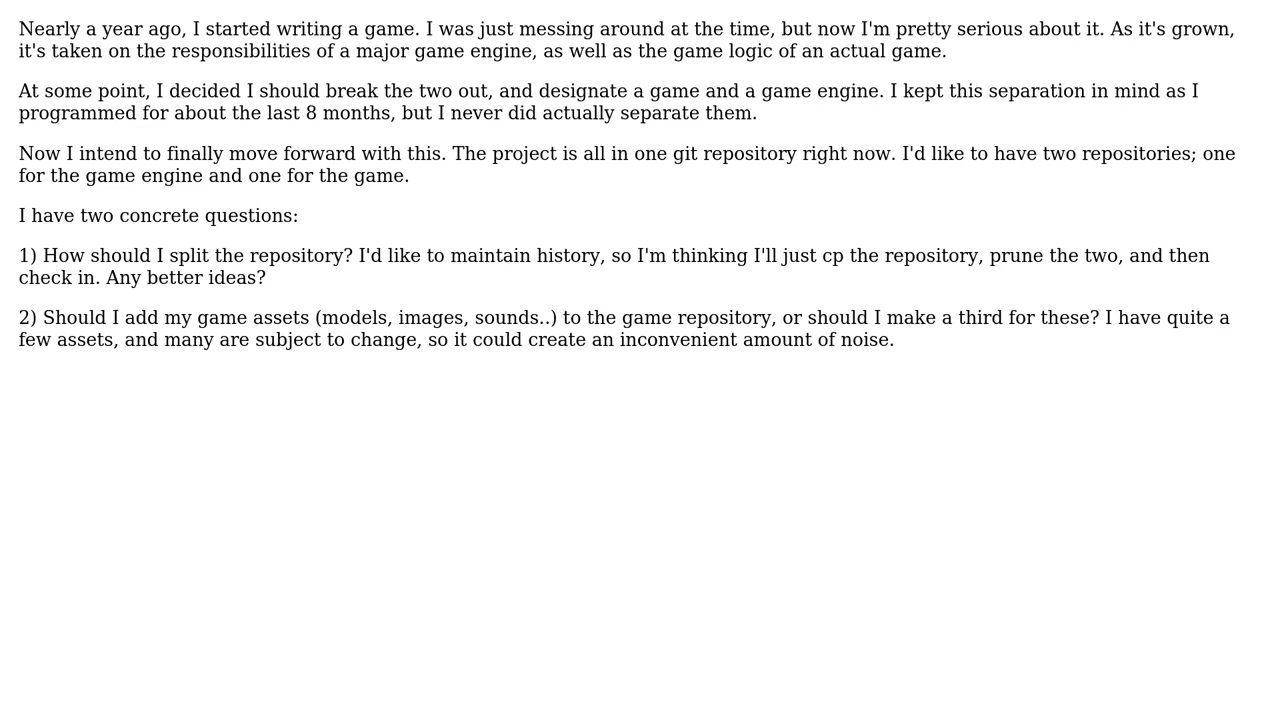 Nearly a year ago, I started writing a game. I was just messing around at the time, but now I'm pretty serious about it. As it's grown,
it's taken on the responsibilities of a major game engine, as well as the game logic of an actual game.
At some point, I decided I should break the two out, and designate a game and a game engine. I kept this separation in mind as I
programmed for about the last 8 months, but I never did actually separate them.
Now I intend to finally move forward with this. The project is all in one git repository right now. I'd like to have two repositories; one
for the game engine and one for the game.
I have two concrete questions:
1) How should I split the repository? I'd like to maintain history, so I'm thinking I'll just cp the repository, prune the two, and then
check in. Any better ideas?
2) Should I add my game assets (models, images, sounds..) to the game repository, or should I make a third for these? I have quite a
few assets, and many are subject to change, so it could create an inconvenient amount of noise.